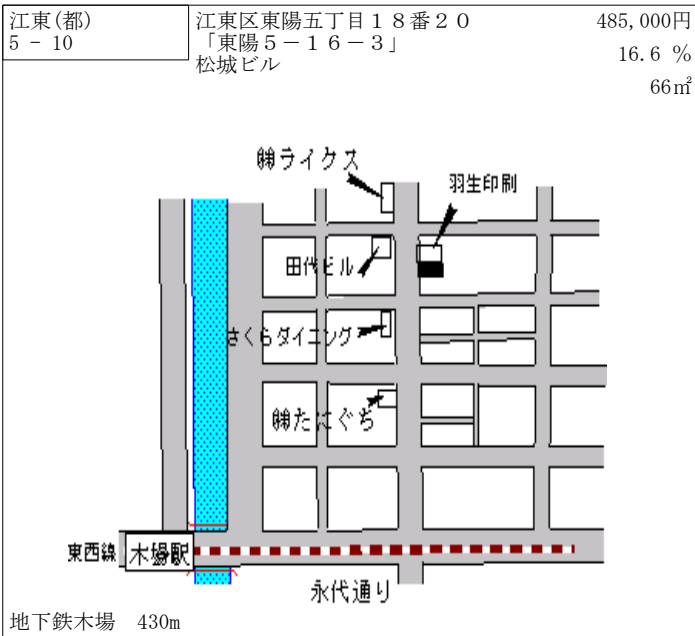 江東(都)
5 - 10
江東区東陽五丁目１８番２０
「東陽５－１６－３」
松城ビル
485,000円
16.6 %
66㎡
㈱ライクス
羽生印刷
田代ビル
さくらダイニング
㈱たにぐち
東西線
木場駅
永代通り
地下鉄木場　430m